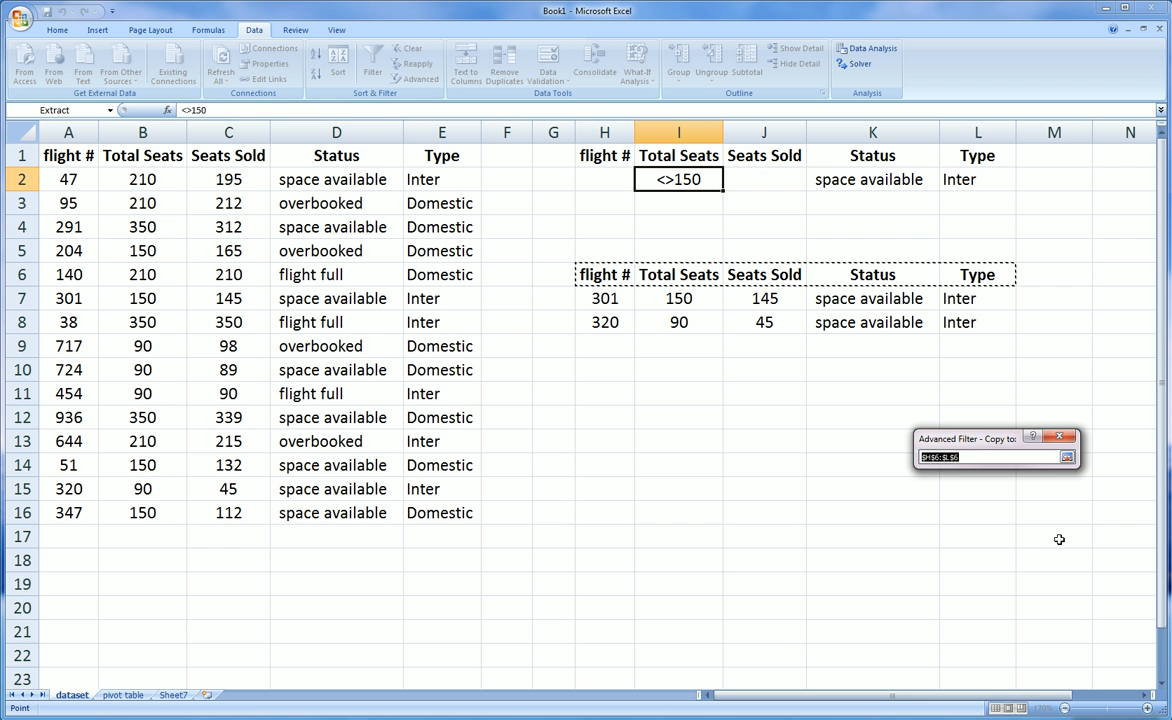 Book1 - Microsoft Excel
Home Insert Page Layout Formulas Data Review View
From Access From Web From Text From Other Sources Existing Connections
Refresh All Connections Properties Edit Links
Sort Filter Clear Reapply Advanced
Text to Columns Remove Duplicates Data Validation Consolidate What-If Analysis
Group Ungroup Subtotal Show Detail Hide Detail
Data Analysis Solver
Get External Data Connections Sort & Filter Data Tools Outline Analysis
Extract fx <>150
A B C D E F G H I J K L M N
1 flight # Total Seats Seats Sold Status Type flight # Total Seats Seats Sold Status Type
2 47 210 195 space available Inter <>150 space available Inter
3 95 210 212 overbooked Domestic
4 291 350 312 space available Domestic
5 204 150 165 overbooked Domestic
6 140 210 210 flight full Domestic flight # Total Seats Seats Sold Status Type
7 301 150 145 space available Inter 301 150 145 space available Inter
8 38 350 350 flight full Inter 320 90 45 space available Inter
9 717 90 98 overbooked Domestic
10 724 90 89 space available Domestic
11 454 90 90 flight full Inter
12 936 350 339 space available Domestic
13 644 210 215 overbooked Inter
14 51 150 132 space available Domestic
15 320 90 45 space available Inter
16 347 150 112 space available Domestic
17
18
19
20
21
22
23
Advanced Filter - Copy to:
$H$6:$L$6
dataset pivot table Sheet7
Point 170%